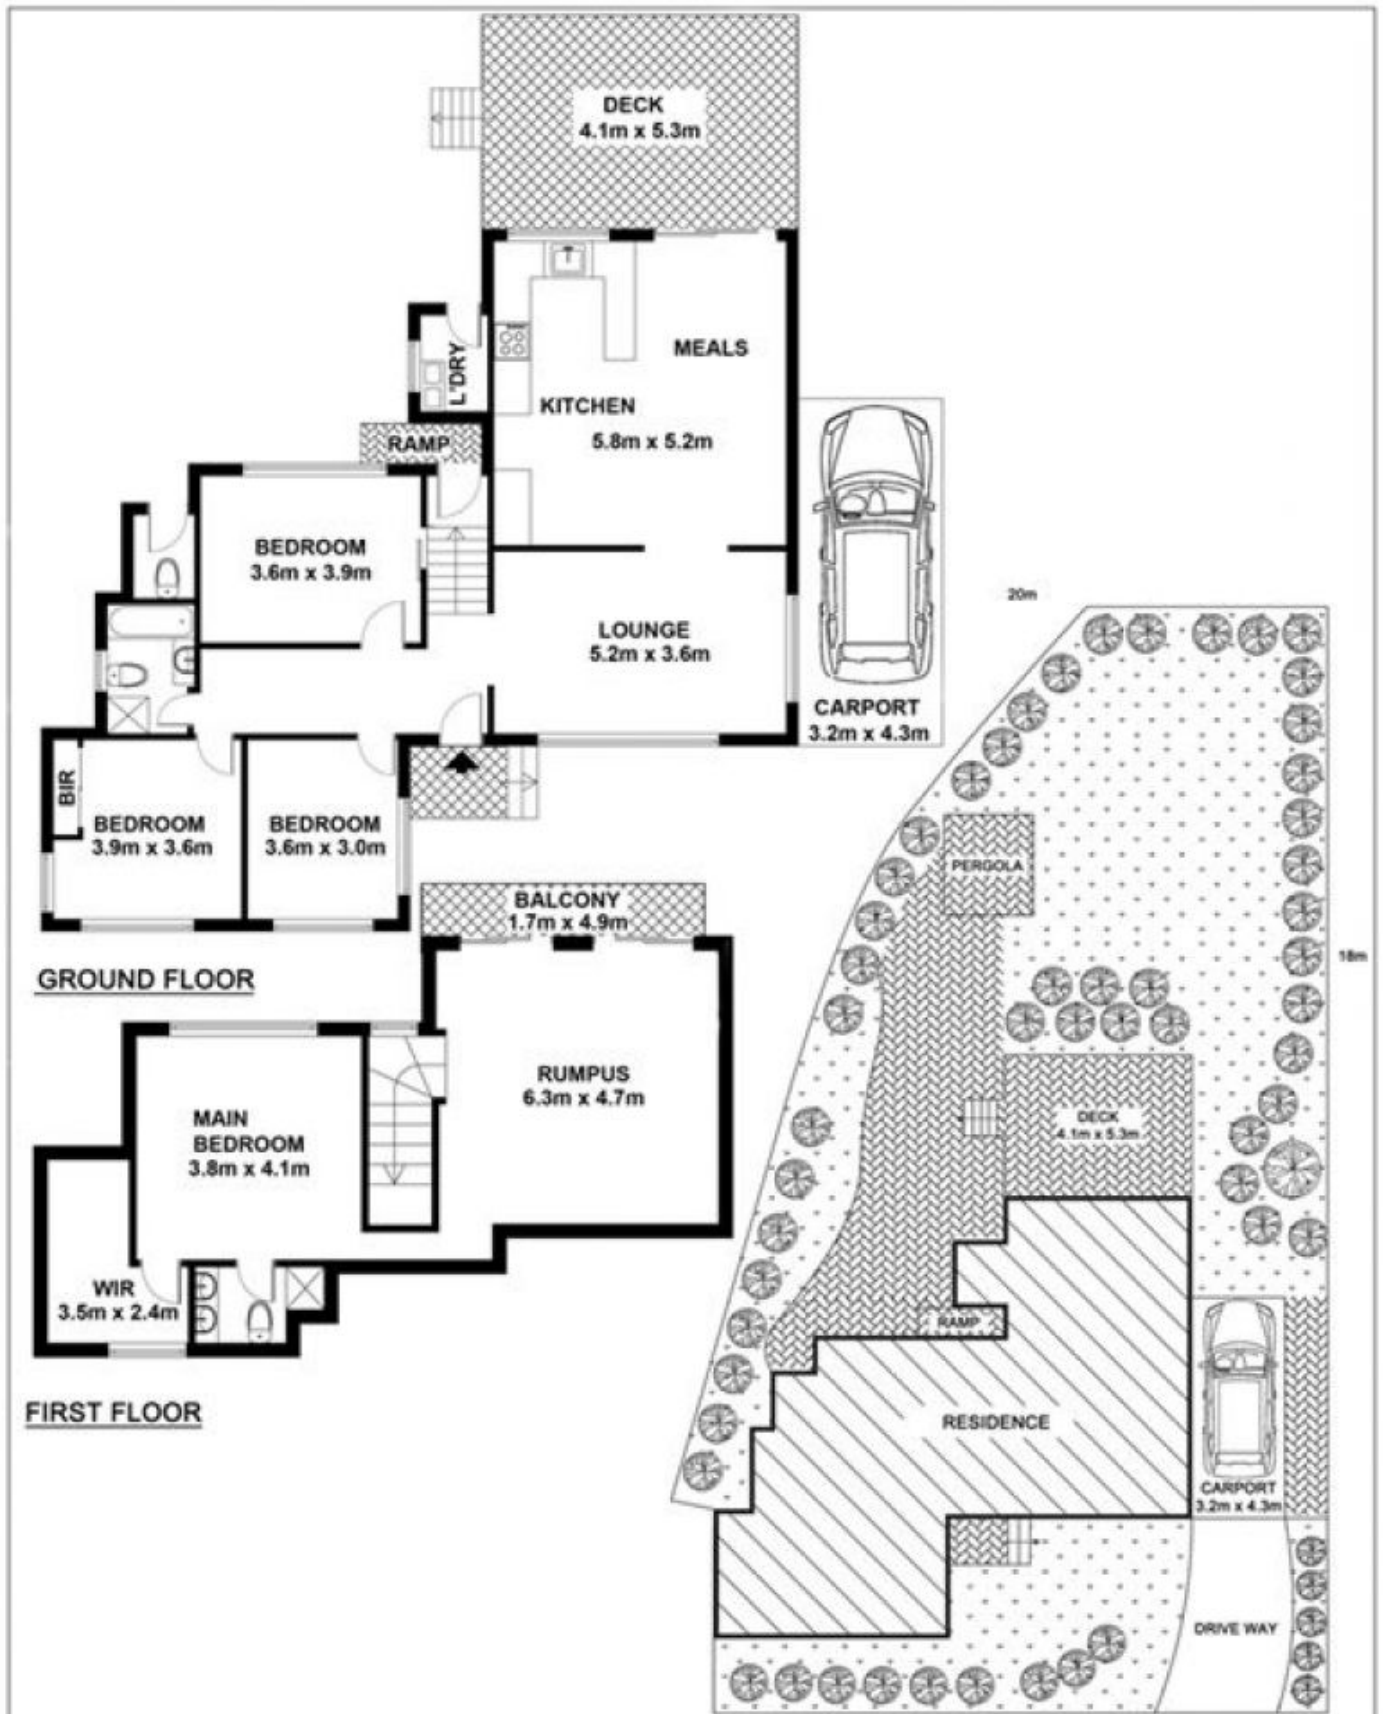 DECK
4.1m x 5.3m
L'DRY
MEALS
KITCHEN
5.8m x 5.2m
RAMP
BEDROOM
3.6m x 3.9m
LOUNGE
5.2m x 3.6m
CARPORT
3.2m x 4.3m
BIR
BEDROOM
3.9m x 3.6m
BEDROOM
3.6m x 3.0m
GROUND FLOOR
BALCONY
1.7m x 4.9m
RUMPUS
6.3m x 4.7m
MAIN
BEDROOM
3.8m x 4.1m
WIR
3.5m x 2.4m
FIRST FLOOR
20m
PERGOLA
18m
DECK
4.1m x 5.3m
RAMP
RESIDENCE
CARPORT
3.2m x 4.3m
DRIVE WAY